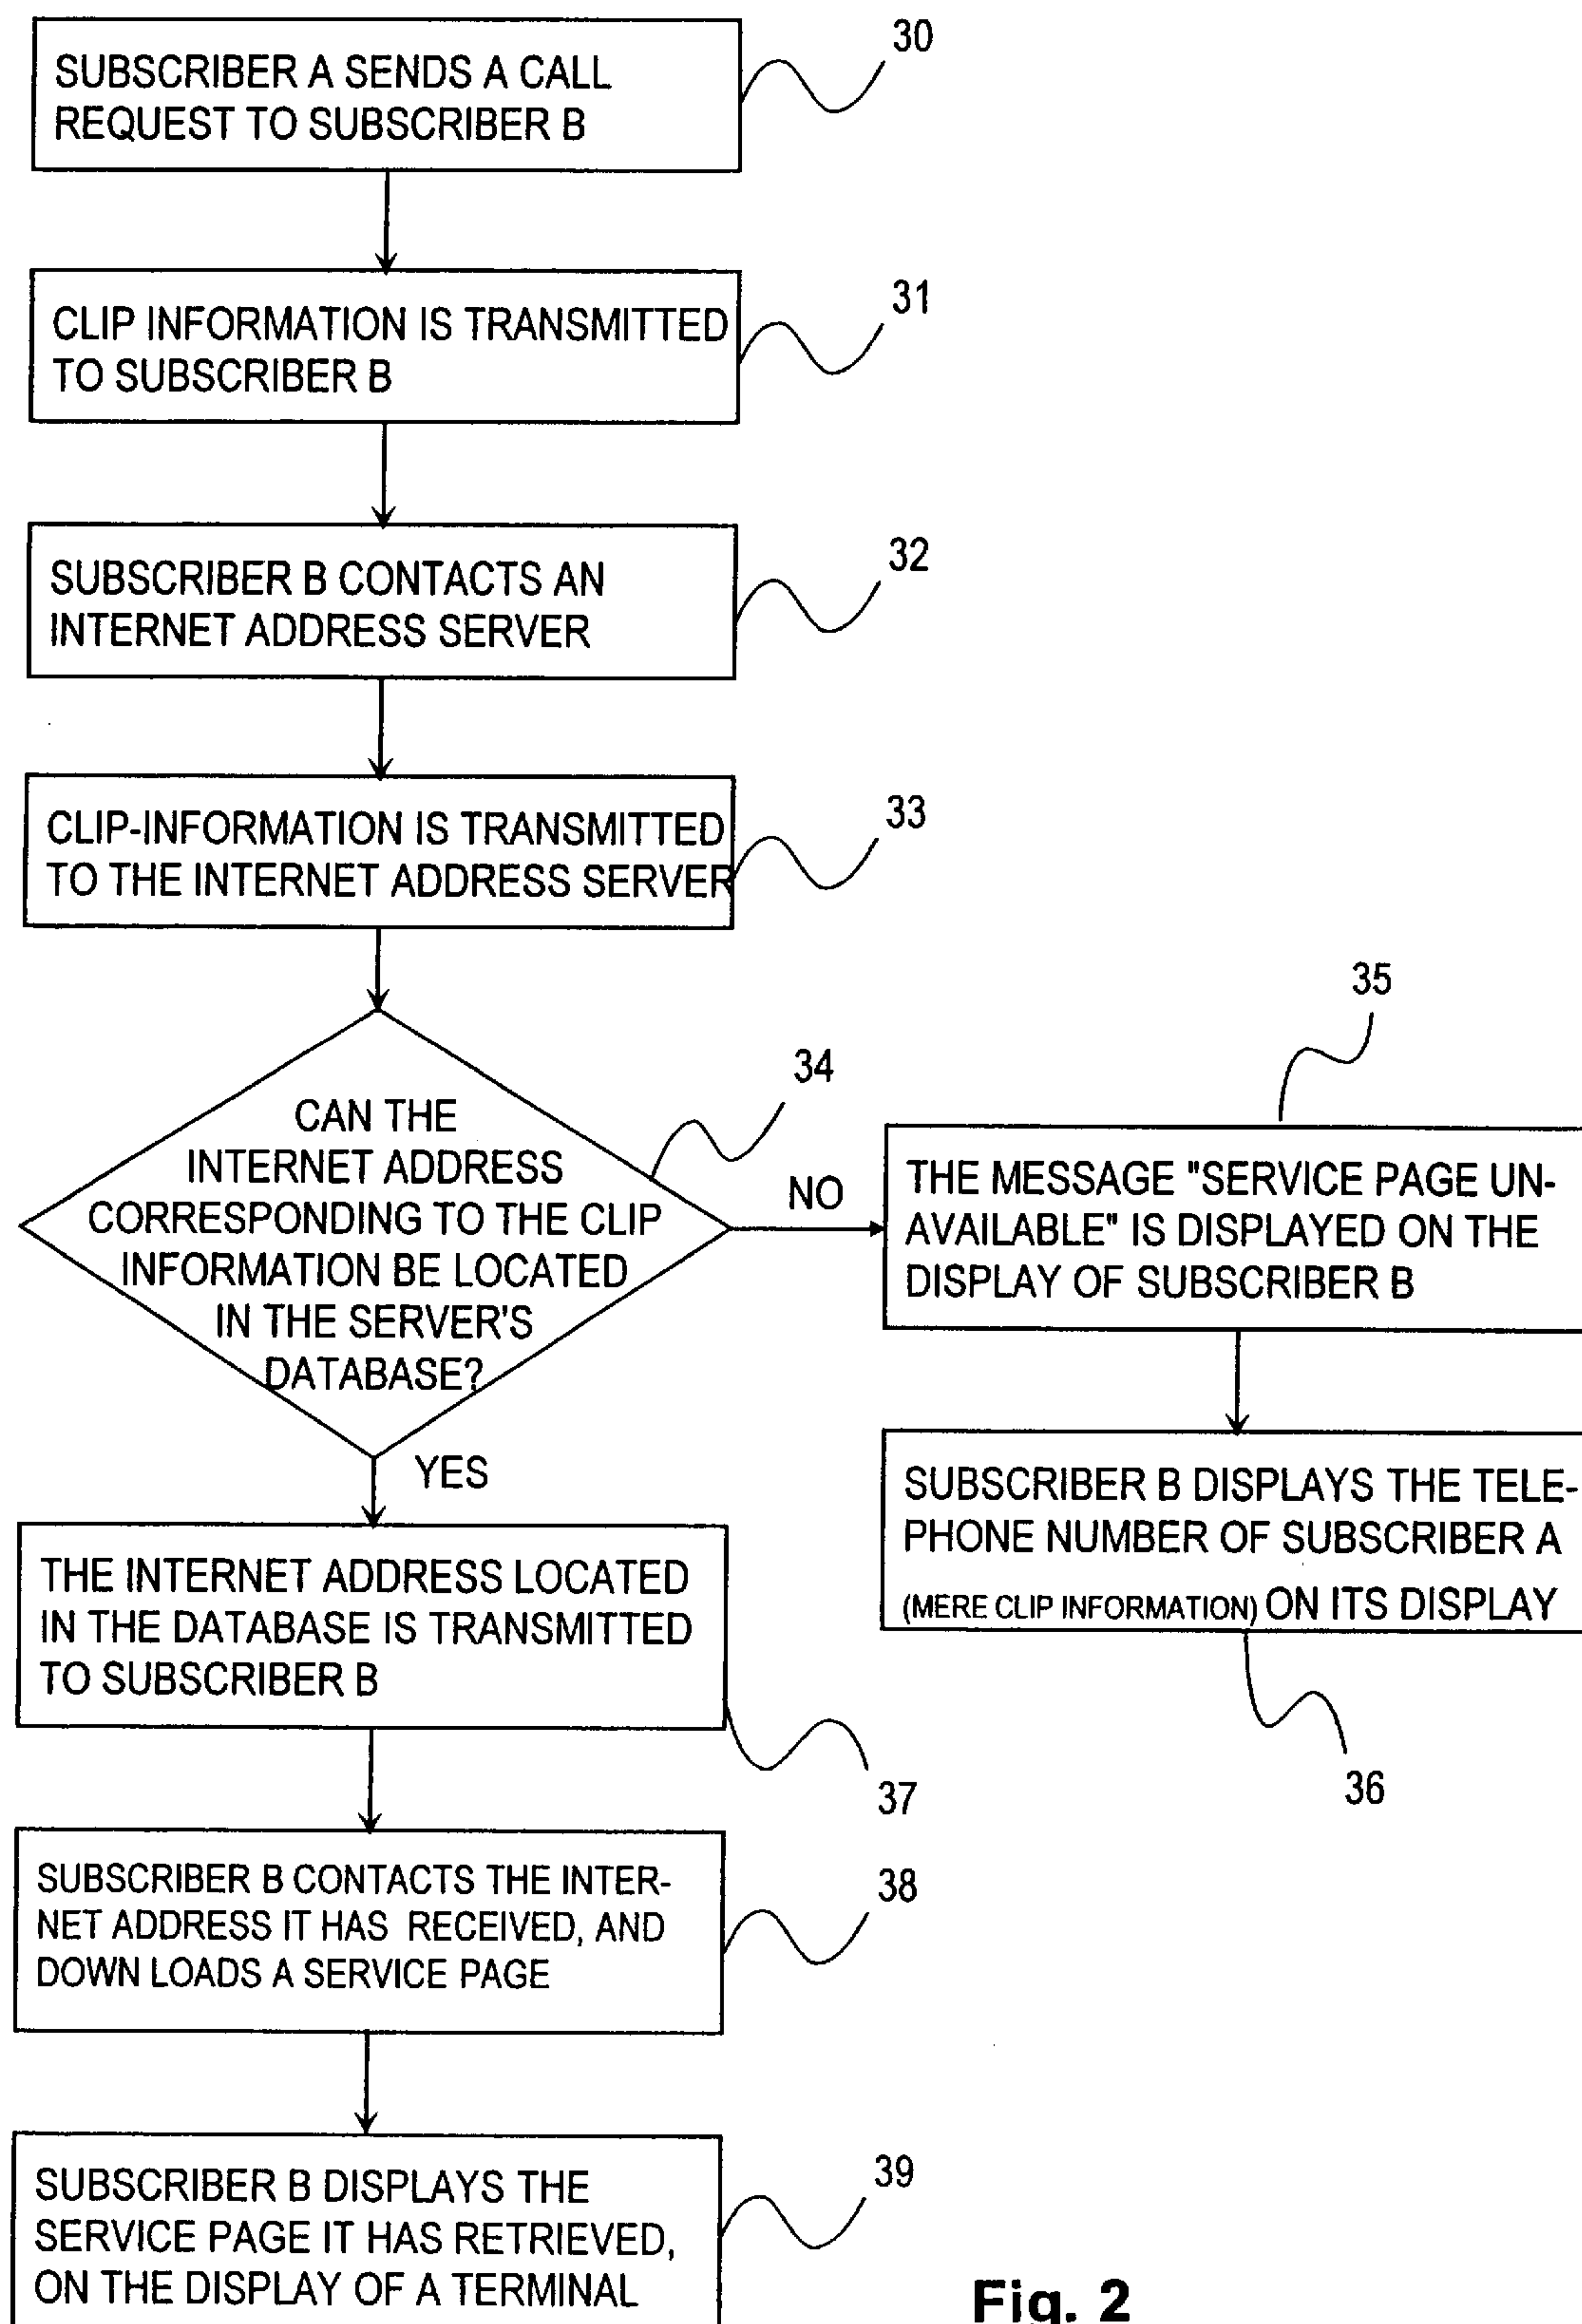 30
SUBSCRIBER A SENDS A CALL
REQUEST TO SUBSCRIBER B
31
CLIP INFORMATION IS TRANSMITTED
TO SUBSCRIBER B
32
SUBSCRIBER B CONTACTS AN
INTERNET ADDRESS SERVER
33
CLIP-INFORMATION IS TRANSMITTED
TO THE INTERNET ADDRESS SERVER
34
CAN THE
INTERNET ADDRESS
CORRESPONDING TO THE CLIP
INFORMATION BE LOCATED
IN THE SERVER'S
DATABASE?
NO
35
THE MESSAGE "SERVICE PAGE UN-
AVAILABLE" IS DISPLAYED ON THE
DISPLAY OF SUBSCRIBER B
SUBSCRIBER B DISPLAYS THE TELE-
PHONE NUMBER OF SUBSCRIBER A
(MERE CLIP INFORMATION) ON ITS DISPLAY
36
YES
THE INTERNET ADDRESS LOCATED
IN THE DATABASE IS TRANSMITTED
TO SUBSCRIBER B
37
SUBSCRIBER B CONTACTS THE INTER-
NET ADDRESS IT HAS RECEIVED, AND
DOWN LOADS A SERVICE PAGE
38
SUBSCRIBER B DISPLAYS THE
SERVICE PAGE IT HAS RETRIEVED,
ON THE DISPLAY OF A TERMINAL
39
Fig. 2